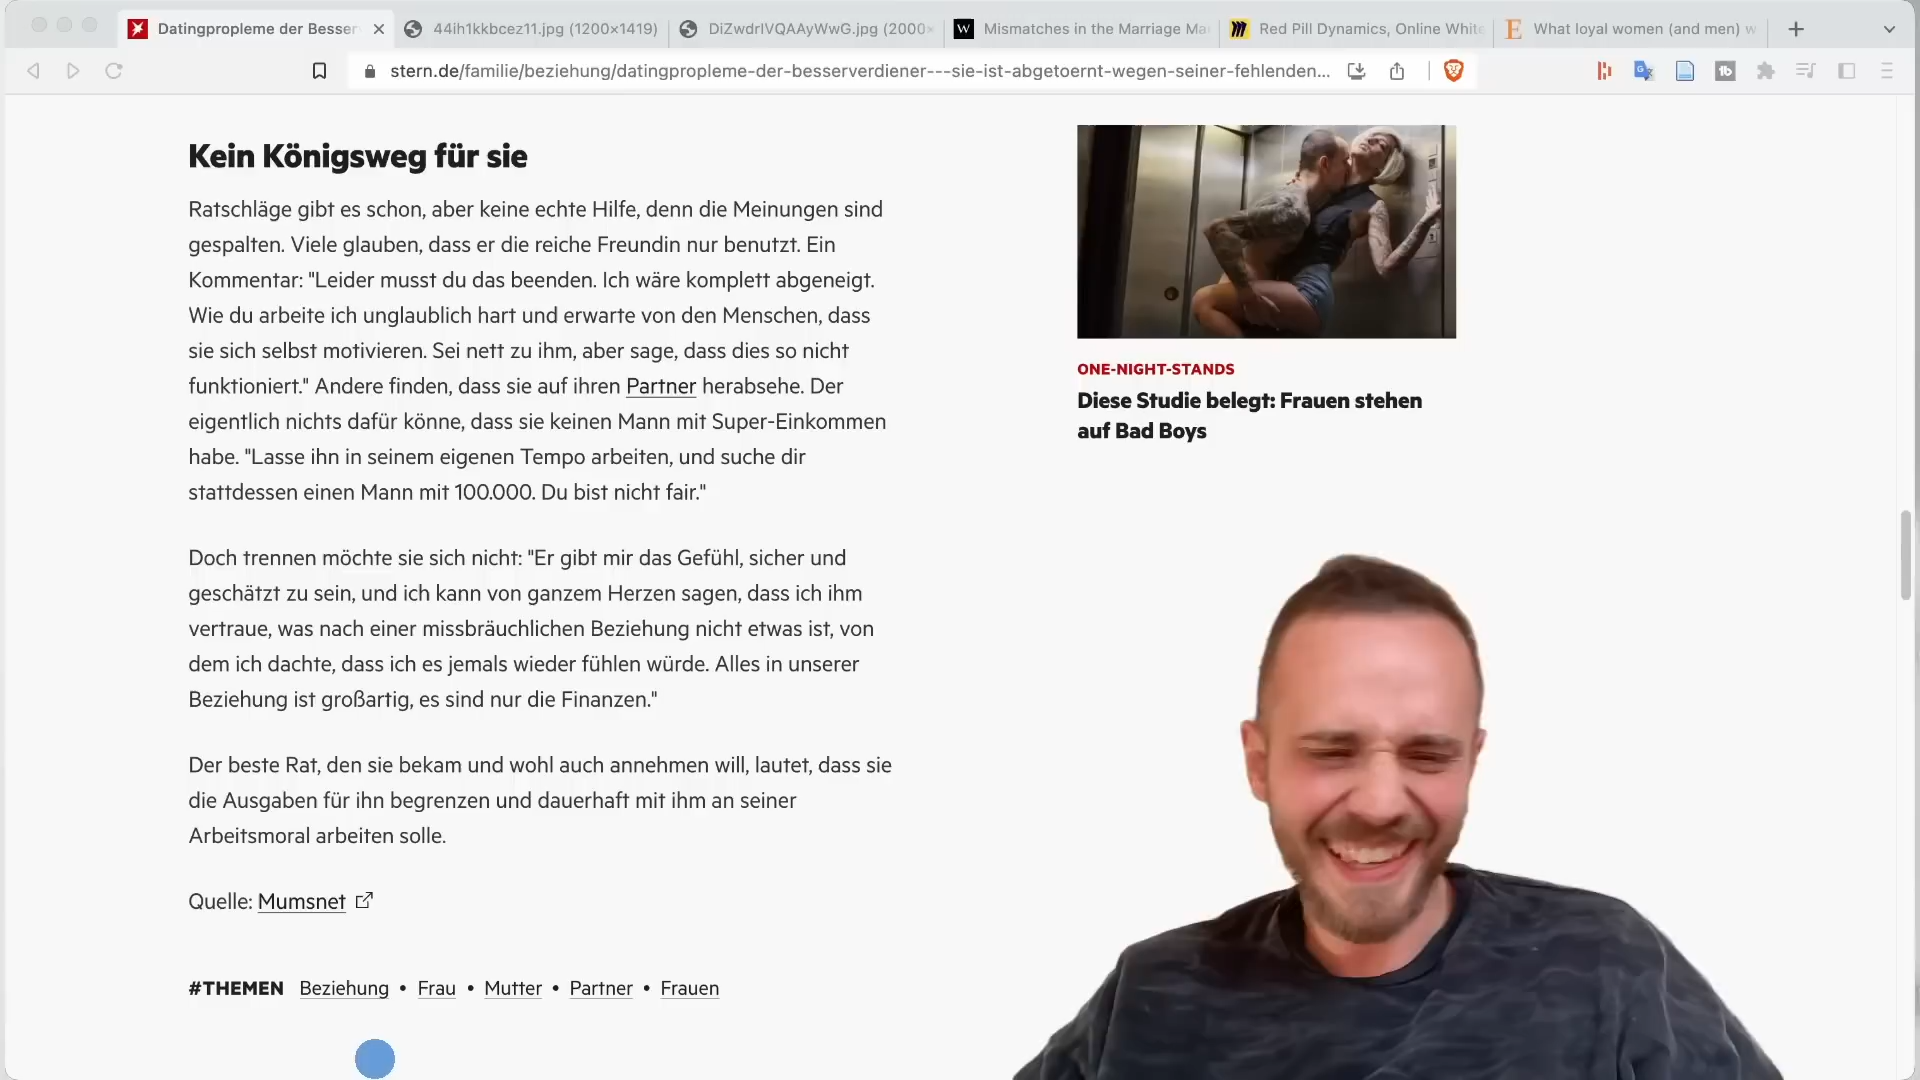 Datingpropleme der Besser
44ih1kkbcez11.jpg (1200×1419)
DiZwdrIVQAAyWwG.jpg (2000×
Mismatches in the Marriage Ma
Red Pill Dynamics, Online White
What loyal women (and men) w
stern.de/familie/beziehung/datingpropleme-der-besserverdiener---sie-ist-abgetoernt-wegen-seiner-fehlenden...
Kein Königsweg für sie
Ratschläge gibt es schon, aber keine echte Hilfe, denn die Meinungen sind
gespalten. Viele glauben, dass er die reiche Freundin nur benutzt. Ein
Kommentar: "Leider musst du das beenden. Ich wäre komplett abgeneigt.
Wie du arbeite ich unglaublich hart und erwarte von den Menschen, dass
sie sich selbst motivieren. Sei nett zu ihm, aber sage, dass dies so nicht
funktioniert." Andere finden, dass sie auf ihren Partner herabsehe. Der
eigentlich nichts dafür könne, dass sie keinen Mann mit Super-Einkommen
habe. "Lasse ihn in seinem eigenen Tempo arbeiten, und suche dir
stattdessen einen Mann mit 100.000. Du bist nicht fair."
Doch trennen möchte sie sich nicht: "Er gibt mir das Gefühl, sicher und
geschätzt zu sein, und ich kann von ganzem Herzen sagen, dass ich ihm
vertraue, was nach einer missbräuchlichen Beziehung nicht etwas ist, von
dem ich dachte, dass ich es jemals wieder fühlen würde. Alles in unserer
Beziehung ist großartig, es sind nur die Finanzen."
Der beste Rat, den sie bekam und wohl auch annehmen will, lautet, dass sie
die Ausgaben für ihn begrenzen und dauerhaft mit ihm an seiner
Arbeitsmoral arbeiten solle.
Quelle: Mumsnet
#THEMEN Beziehung • Frau • Mutter • Partner • Frauen
ONE-NIGHT-STANDS
Diese Studie belegt: Frauen stehen
auf Bad Boys